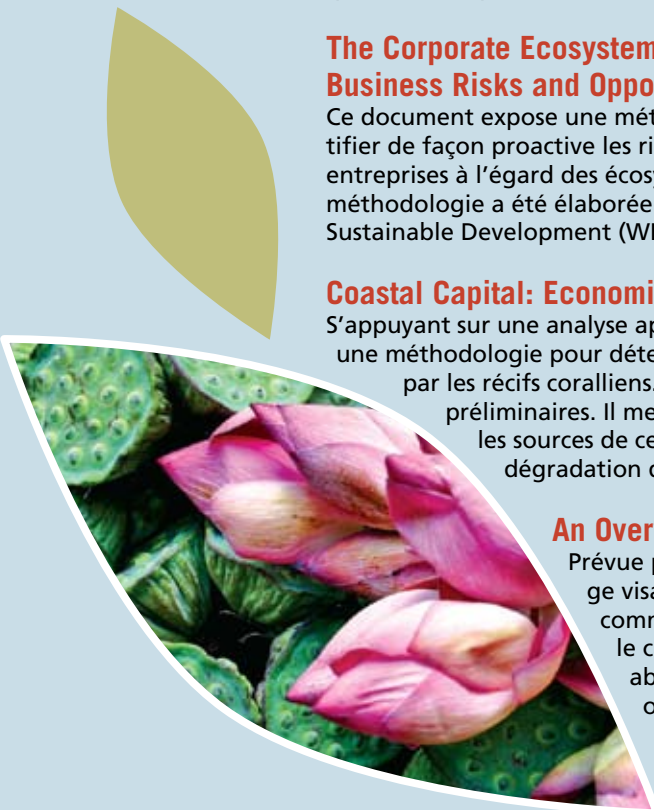 The Corporate Ecosystem
Business Risks and Oppo
Ce document expose une mét
tifier de façon proactive les ri
entreprises à l'égard des écosy
méthodologie a été élaborée
Sustainable Development (W
Coastal Capital: Economi
S'appuyant sur une analyse ap
une méthodologie pour déte
par les récifs coralliens.
préliminaires. Il me
les sources de ce
dégradation d
An Over
Prévue p
ge visa
comm
le c
ab
o